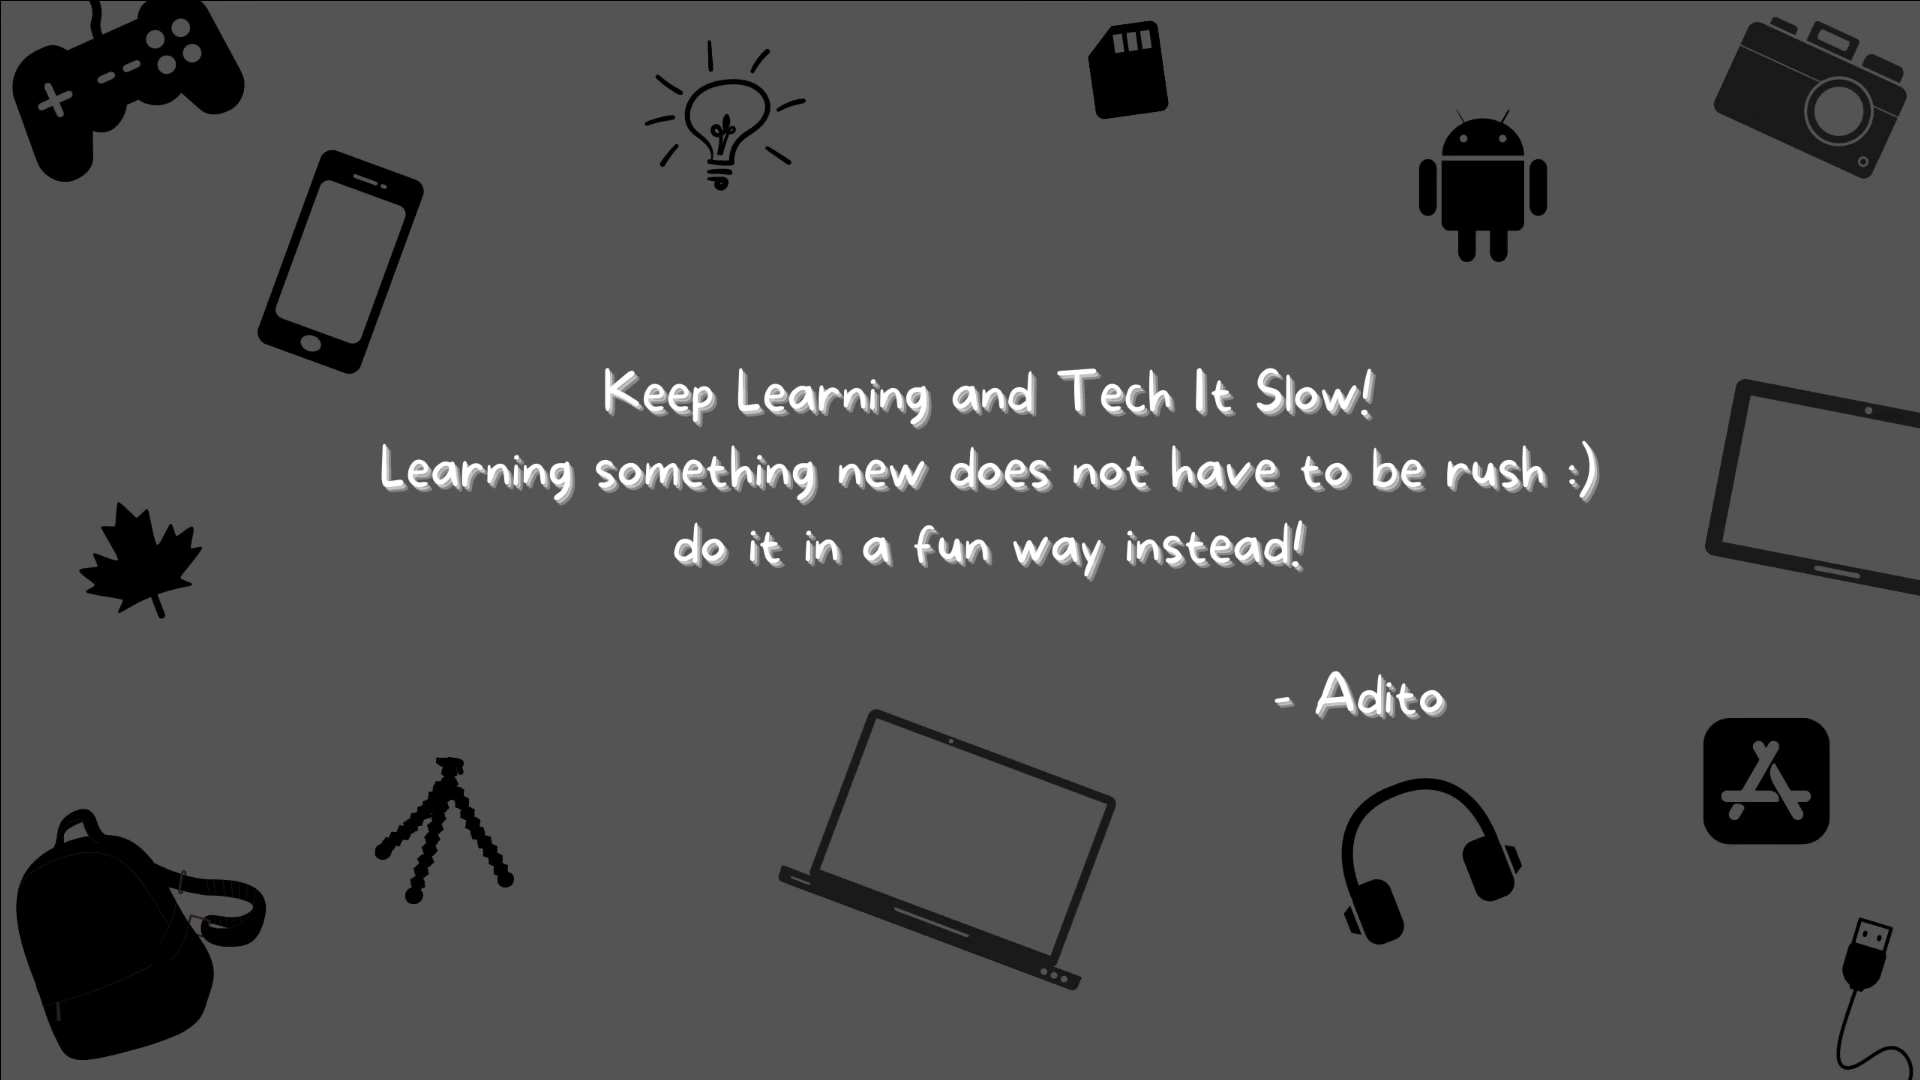 Keep Learning and Tech It Slow!
Learning something new does not have to be rush :)
do it in a fun way instead!
- Adito